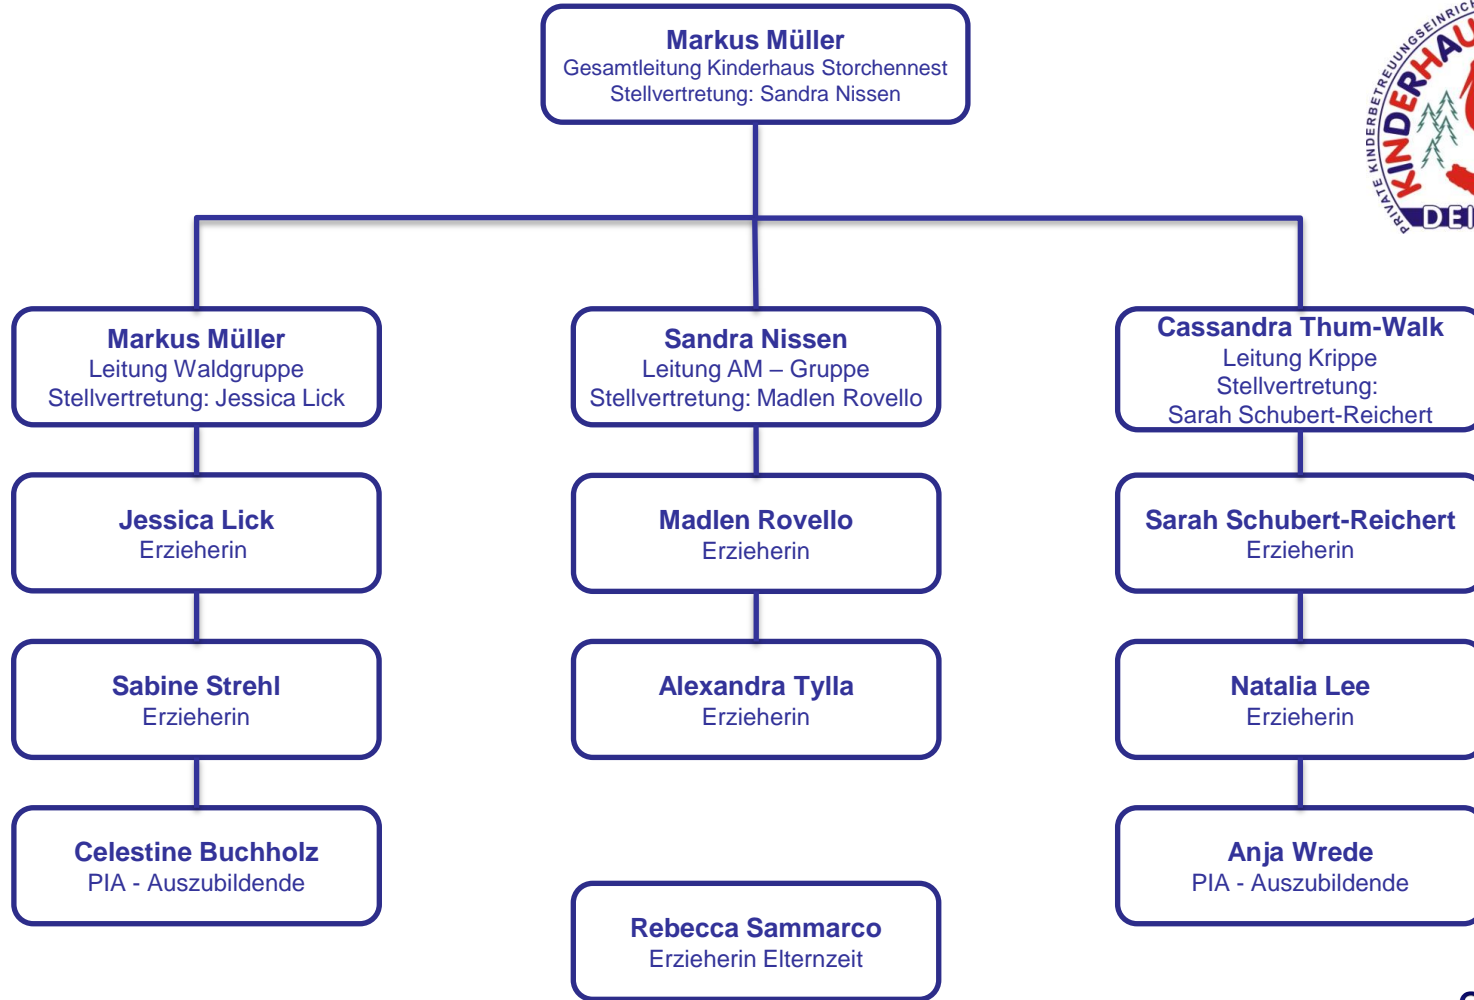 Markus Müller
Gesamtleitung Kinderhaus Storchennest
Stellvertretung: Sandra Nissen
Markus Müller
Leitung Waldgruppe
Stellvertretung: Jessica Lick
Sandra Nissen
Leitung AM – Gruppe
Stellvertretung: Madlen Rovello
Cassandra Thum-Walk
Leitung Krippe
Stellvertretung:
Sarah Schubert-Reichert
Jessica Lick
Erzieherin
Madlen Rovello
Erzieherin
Sarah Schubert-Reichert
Erzieherin
Sabine Strehl
Erzieherin
Alexandra Tylla
Erzieherin
Natalia Lee
Erzieherin
Celestine Buchholz
PIA - Auszubildende
Anja Wrede
PIA - Auszubildende
Rebecca Sammarco
Erzieherin Elternzeit
PRIVATE